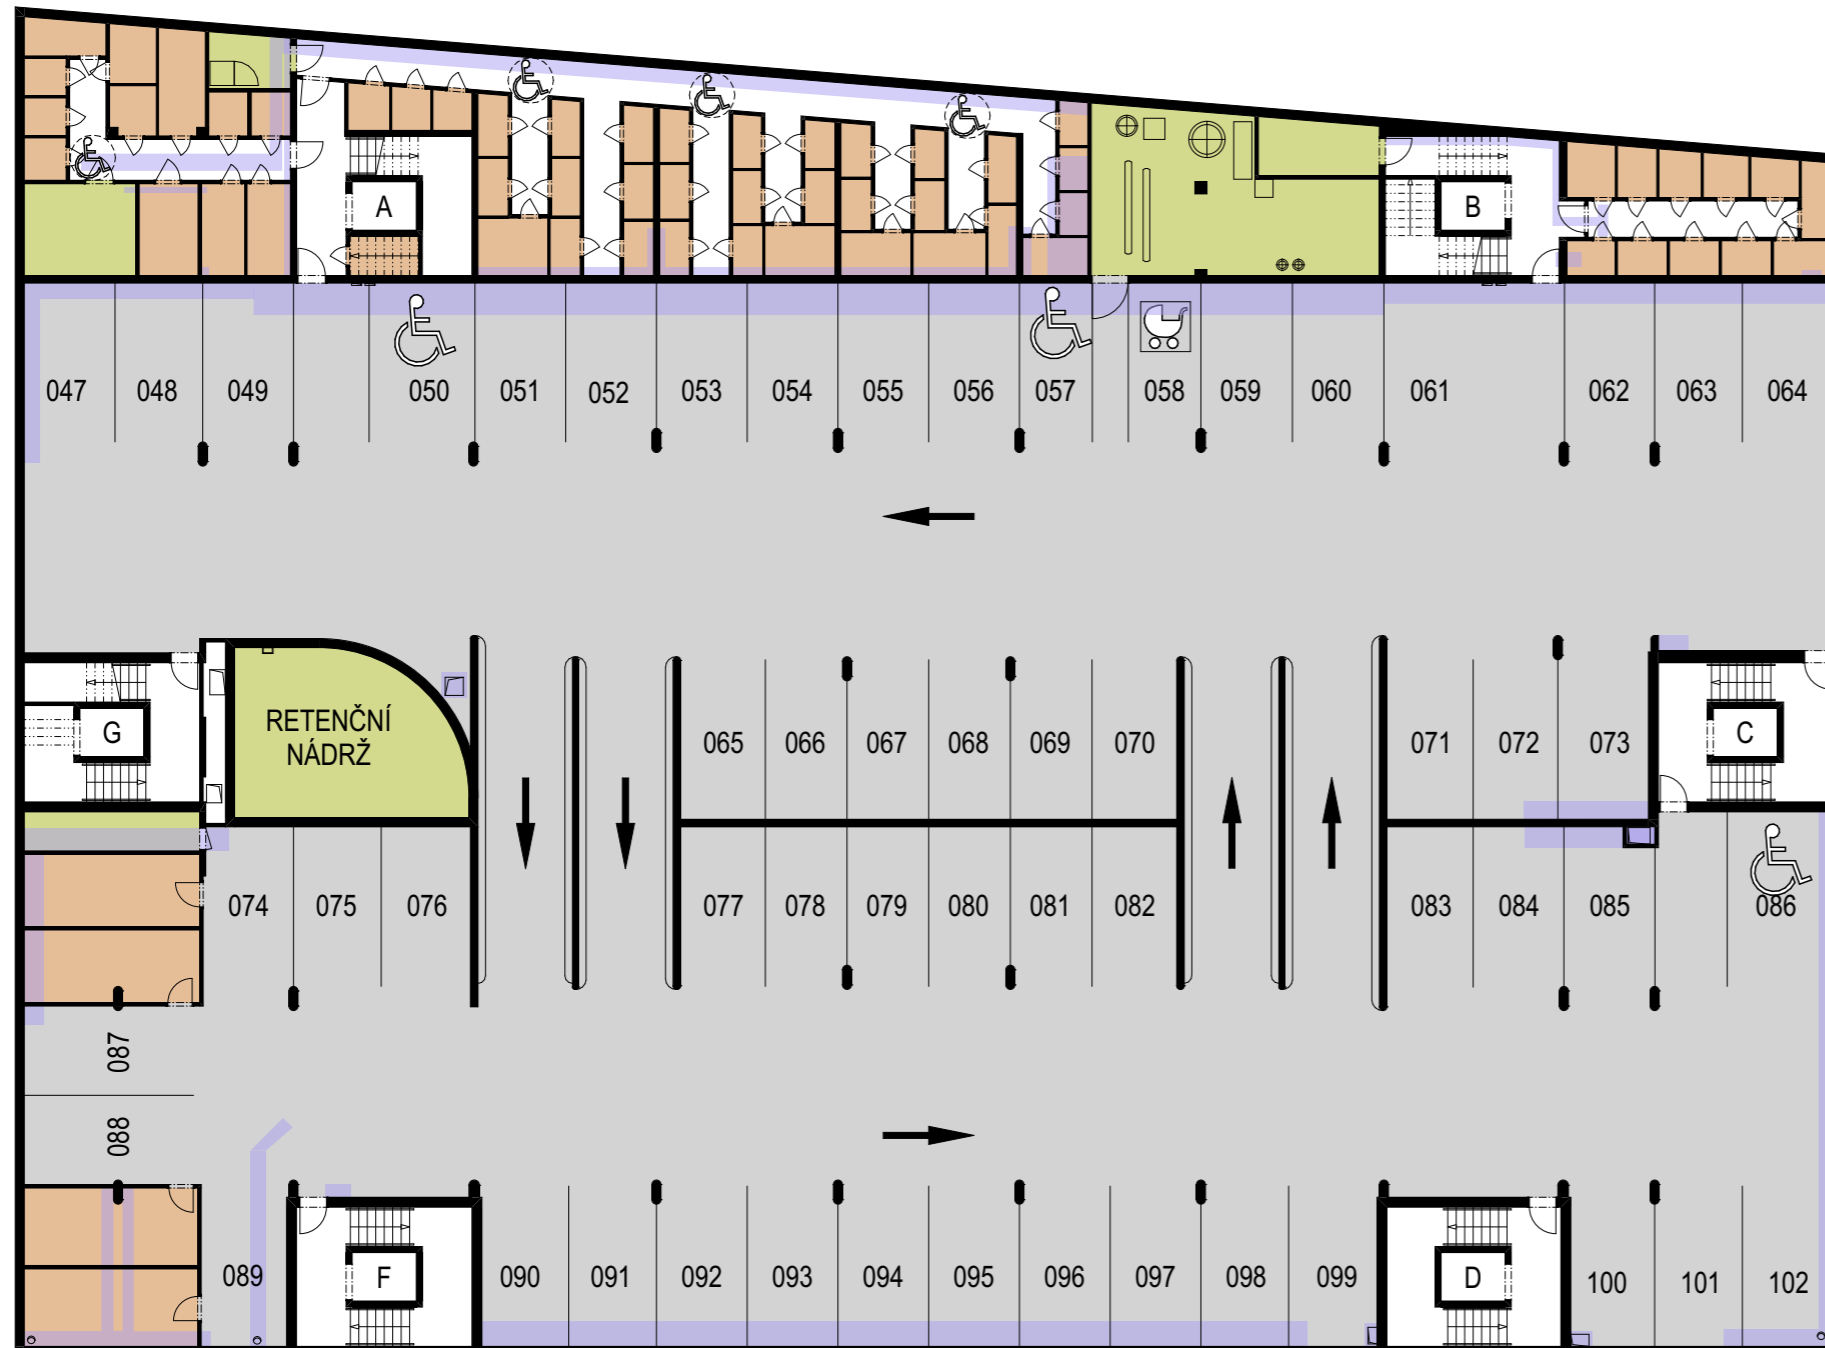 A
B
047 048 049 050 051 052 053 054 055 056 057 058 059 060 061 062 063 064
G
RETENČNÍ
NÁDRŽ
065 066 067 068 069 070 071 072 073
C
074 075 076 077 078 079 080 081 082 083 084 085 086
087
088
089
F
090 091 092 093 094 095 096 097 098 099
D
100 101 102